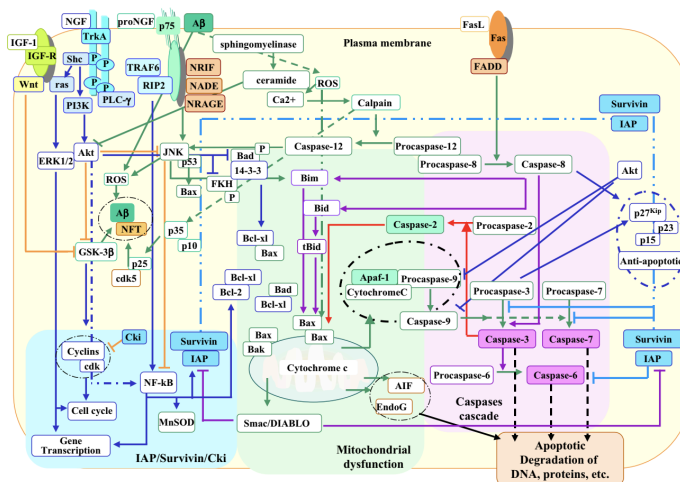 NGF
proNGF
p75
Aβ
FasL
IGF-1
TrkA
sphingomyelinase
Plasma membrane
Fas
IGF-R
Shc
P
P
TRAF6
NRIF
ceramide
ROS
FADD
Wnt
ras
P
P
RIP2
NADE
PI3K
PLC-γ
NRAGE
Ca2+
Calpain
Survivin
IAP
Akt
JNK
P
Caspase-12
Procaspase-12
ERK1/2
p53
Bad
Procaspase-8
Caspase-8
Akt
ROS
Bax
14-3-3
FKH
P
Bim
Aβ
NFT
p35
p10
Bid
Caspase-2
Procaspase-2
p27Kip
p23
p15
GSK-3β
p25
cdk5
Bcl-xl
Bax
tBid
Anti-apoptotic
Apaf-1
Procaspase-9
CytochromeC
Procaspase-3
Procaspase-7
Bcl-xl
Bcl-2
Bad
Bcl-xl
Bax
Bax
Caspase-9
Cki
Survivin
IAP
Bax
Bak
Caspase-3
Caspase-7
Survivin
IAP
Cyclins
cdk
Cytochrome c
Procaspase-6
Caspase-6
NF-kB
AIF
EndoG
Cell cycle
MnSOD
Smac/DIABLO
Caspases
cascade
Gene
Transcription
IAP/Survivin/Cki
Mitochondrial
dysfunction
Apoptotic
Degradation of
DNA, proteins, etc.